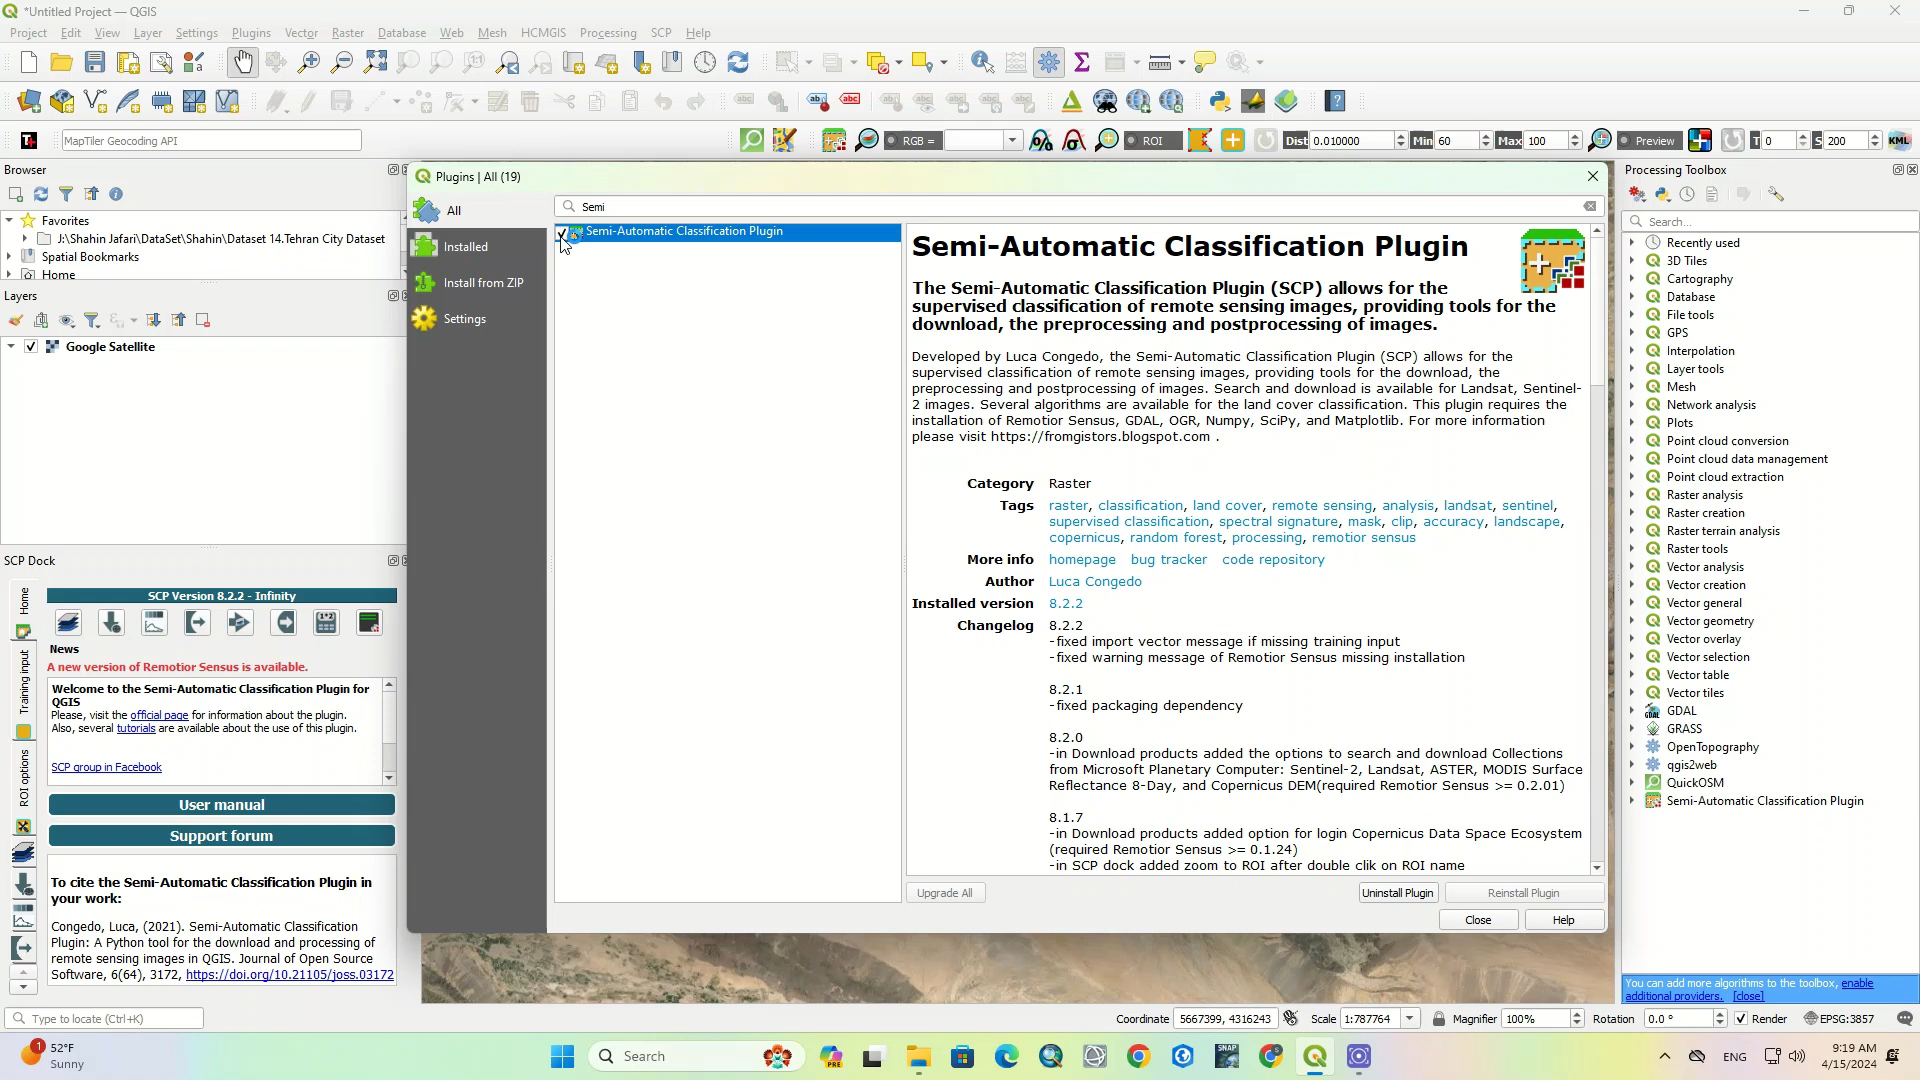 *Untitled Project — QGIS
Project Edit View Layer Settings Plugins Vector Raster Database Web Mesh HCMGIS Processing SCP Help
MapTiler Geocoding API
RGB = ROI Dist 0.010000 Min 60 Max 100 Preview T 0 S 200 KML
Browser
Favorites
J:\Shahin Jafari\DataSet\Shahin\Dataset 14.Tehran City Dataset
Spatial Bookmarks
Home
Layers
Google Satellite
SCP Dock
Home
Training input
ROI options
SCP Version 8.2.2 - Infinity
News
A new version of Remotior Sensus is available.
Welcome to the Semi-Automatic Classification Plugin for
QGIS
Please, visit the official page for information about the plugin.
Also, several tutorials are available about the use of this plugin.
SCP group in Facebook
User manual
Support forum
To cite the Semi-Automatic Classification Plugin in
your work:
Congedo, Luca, (2021). Semi-Automatic Classification
Plugin: A Python tool for the download and processing of
remote sensing images in QGIS. Journal of Open Source
Software, 6(64), 3172, https://doi.org/10.21105/joss.03172
Plugins | All (19)
All
Installed
Install from ZIP
Settings
Semi
Semi-Automatic Classification Plugin
Semi-Automatic Classification Plugin
The Semi-Automatic Classification Plugin (SCP) allows for the
supervised classification of remote sensing images, providing tools for the
download, the preprocessing and postprocessing of images.
Developed by Luca Congedo, the Semi-Automatic Classification Plugin (SCP) allows for the
supervised classification of remote sensing images, providing tools for the download, the
preprocessing and postprocessing of images. Search and download is available for Landsat, Sentinel-
2 images. Several algorithms are available for the land cover classification. This plugin requires the
installation of Remotior Sensus, GDAL, OGR, Numpy, SciPy, and Matplotlib. For more information
please visit https://fromgistors.blogspot.com .
Category Raster
Tags raster, classification, land cover, remote sensing, analysis, landsat, sentinel,
supervised classification, spectral signature, mask, clip, accuracy, landscape,
copernicus, random forest, processing, remotior sensus
More info homepage bug tracker code repository
Author Luca Congedo
Installed version 8.2.2
Changelog 8.2.2
-fixed import vector message if missing training input
-fixed warning message of Remotior Sensus missing installation
8.2.1
-fixed packaging dependency
8.2.0
-in Download products added the options to search and download Collections
from Microsoft Planetary Computer: Sentinel-2, Landsat, ASTER, MODIS Surface
Reflectance 8-Day, and Copernicus DEM(required Remotior Sensus >= 0.2.01)
8.1.7
-in Download products added option for login Copernicus Data Space Ecosystem
(required Remotior Sensus >= 0.1.24)
-in SCP dock added zoom to ROI after double clik on ROI name
Upgrade All Uninstall Plugin Reinstall Plugin
Close Help
Processing Toolbox
Search...
Recently used
3D Tiles
Cartography
Database
File tools
GPS
Interpolation
Layer tools
Mesh
Network analysis
Plots
Point cloud conversion
Point cloud data management
Point cloud extraction
Raster analysis
Raster creation
Raster terrain analysis
Raster tools
Vector analysis
Vector creation
Vector general
Vector geometry
Vector overlay
Vector selection
Vector table
Vector tiles
GDAL
GRASS
OpenTopography
qgis2web
QuickOSM
Semi-Automatic Classification Plugin
You can add more algorithms to the toolbox, enable
additional providers. [close]
Type to locate (Ctrl+K)
Coordinate 5667399, 4316243 Scale 1:787764 Magnifier 100% Rotation 0.0 ° Render EPSG:3857
1
52°F
Sunny
Search
PRE
SNAP
ENG
9:19 AM
4/15/2024